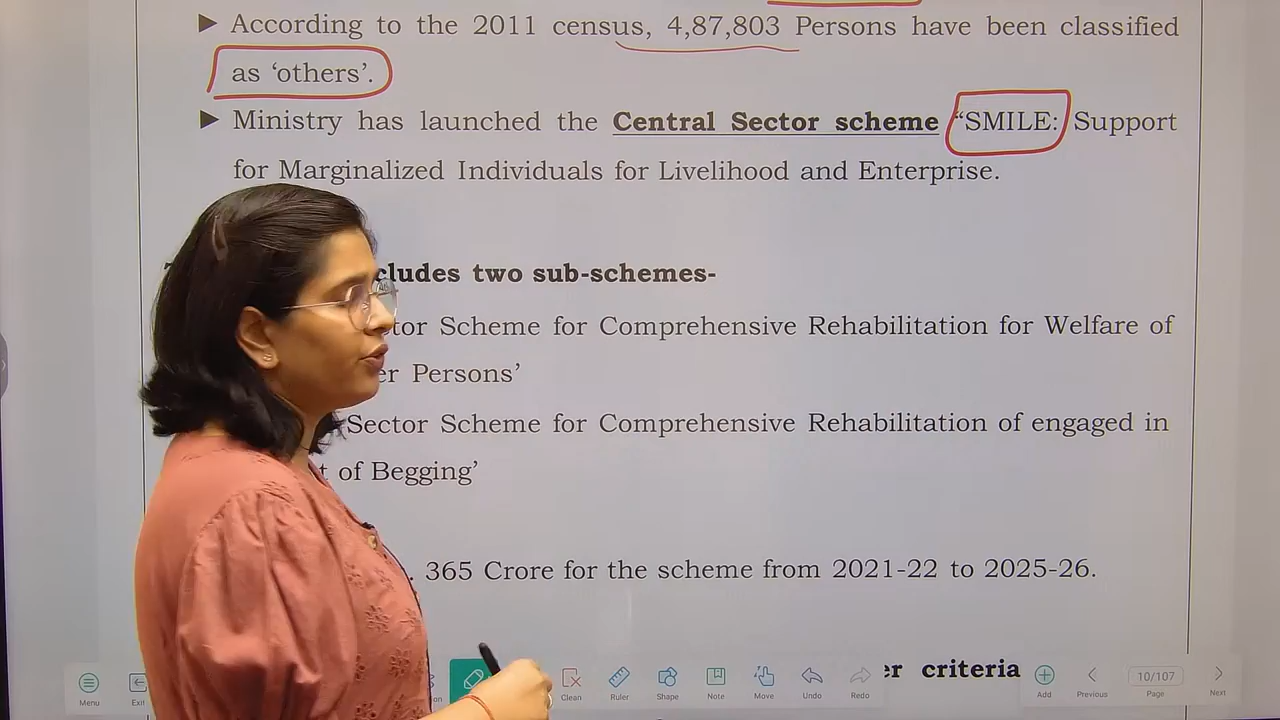 ► According to the 2011 census, 4,87,803 Persons have been classified
as ‘others’.
► Ministry has launched the Central Sector scheme “SMILE: Support
for Marginalized Individuals for Livelihood and Enterprise.
cludes two sub-schemes-
tor Scheme for Comprehensive Rehabilitation for Welfare of
er Persons’
Sector Scheme for Comprehensive Rehabilitation of engaged in
t of Begging’
. 365 Crore for the scheme from 2021-22 to 2025-26.
er criteria
Menu Exit Clean Ruler Shape Note Move Undo Redo Add Previous 10/107 Page Next